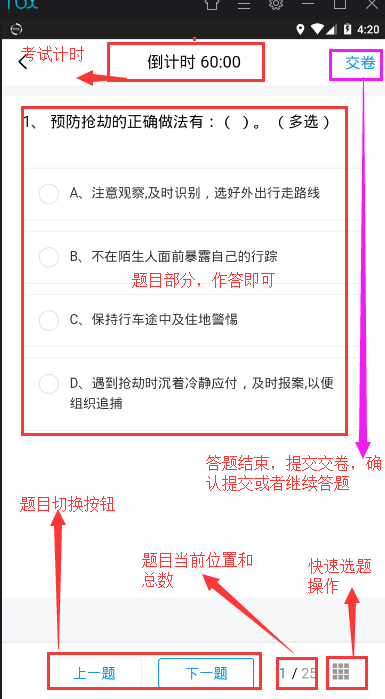 nox
4:20
考试计时
倒计时 60:00
交卷
1、 预防抢劫的正确做法有：（ ）。（多选）
A、注意观察,及时识别，选好外出行走路线
B、不在陌生人面前暴露自己的行踪
题目部分，作答即可
C、保持行车途中及住地警惕
D、遇到抢劫时沉着冷静应付，及时报案,以便
组织追捕
答题结束，提交交卷，确
认提交或者继续答题
题目切换按钮
题目当前位置和
总数
快速选题
操作
上一题
下一题
1 / 25